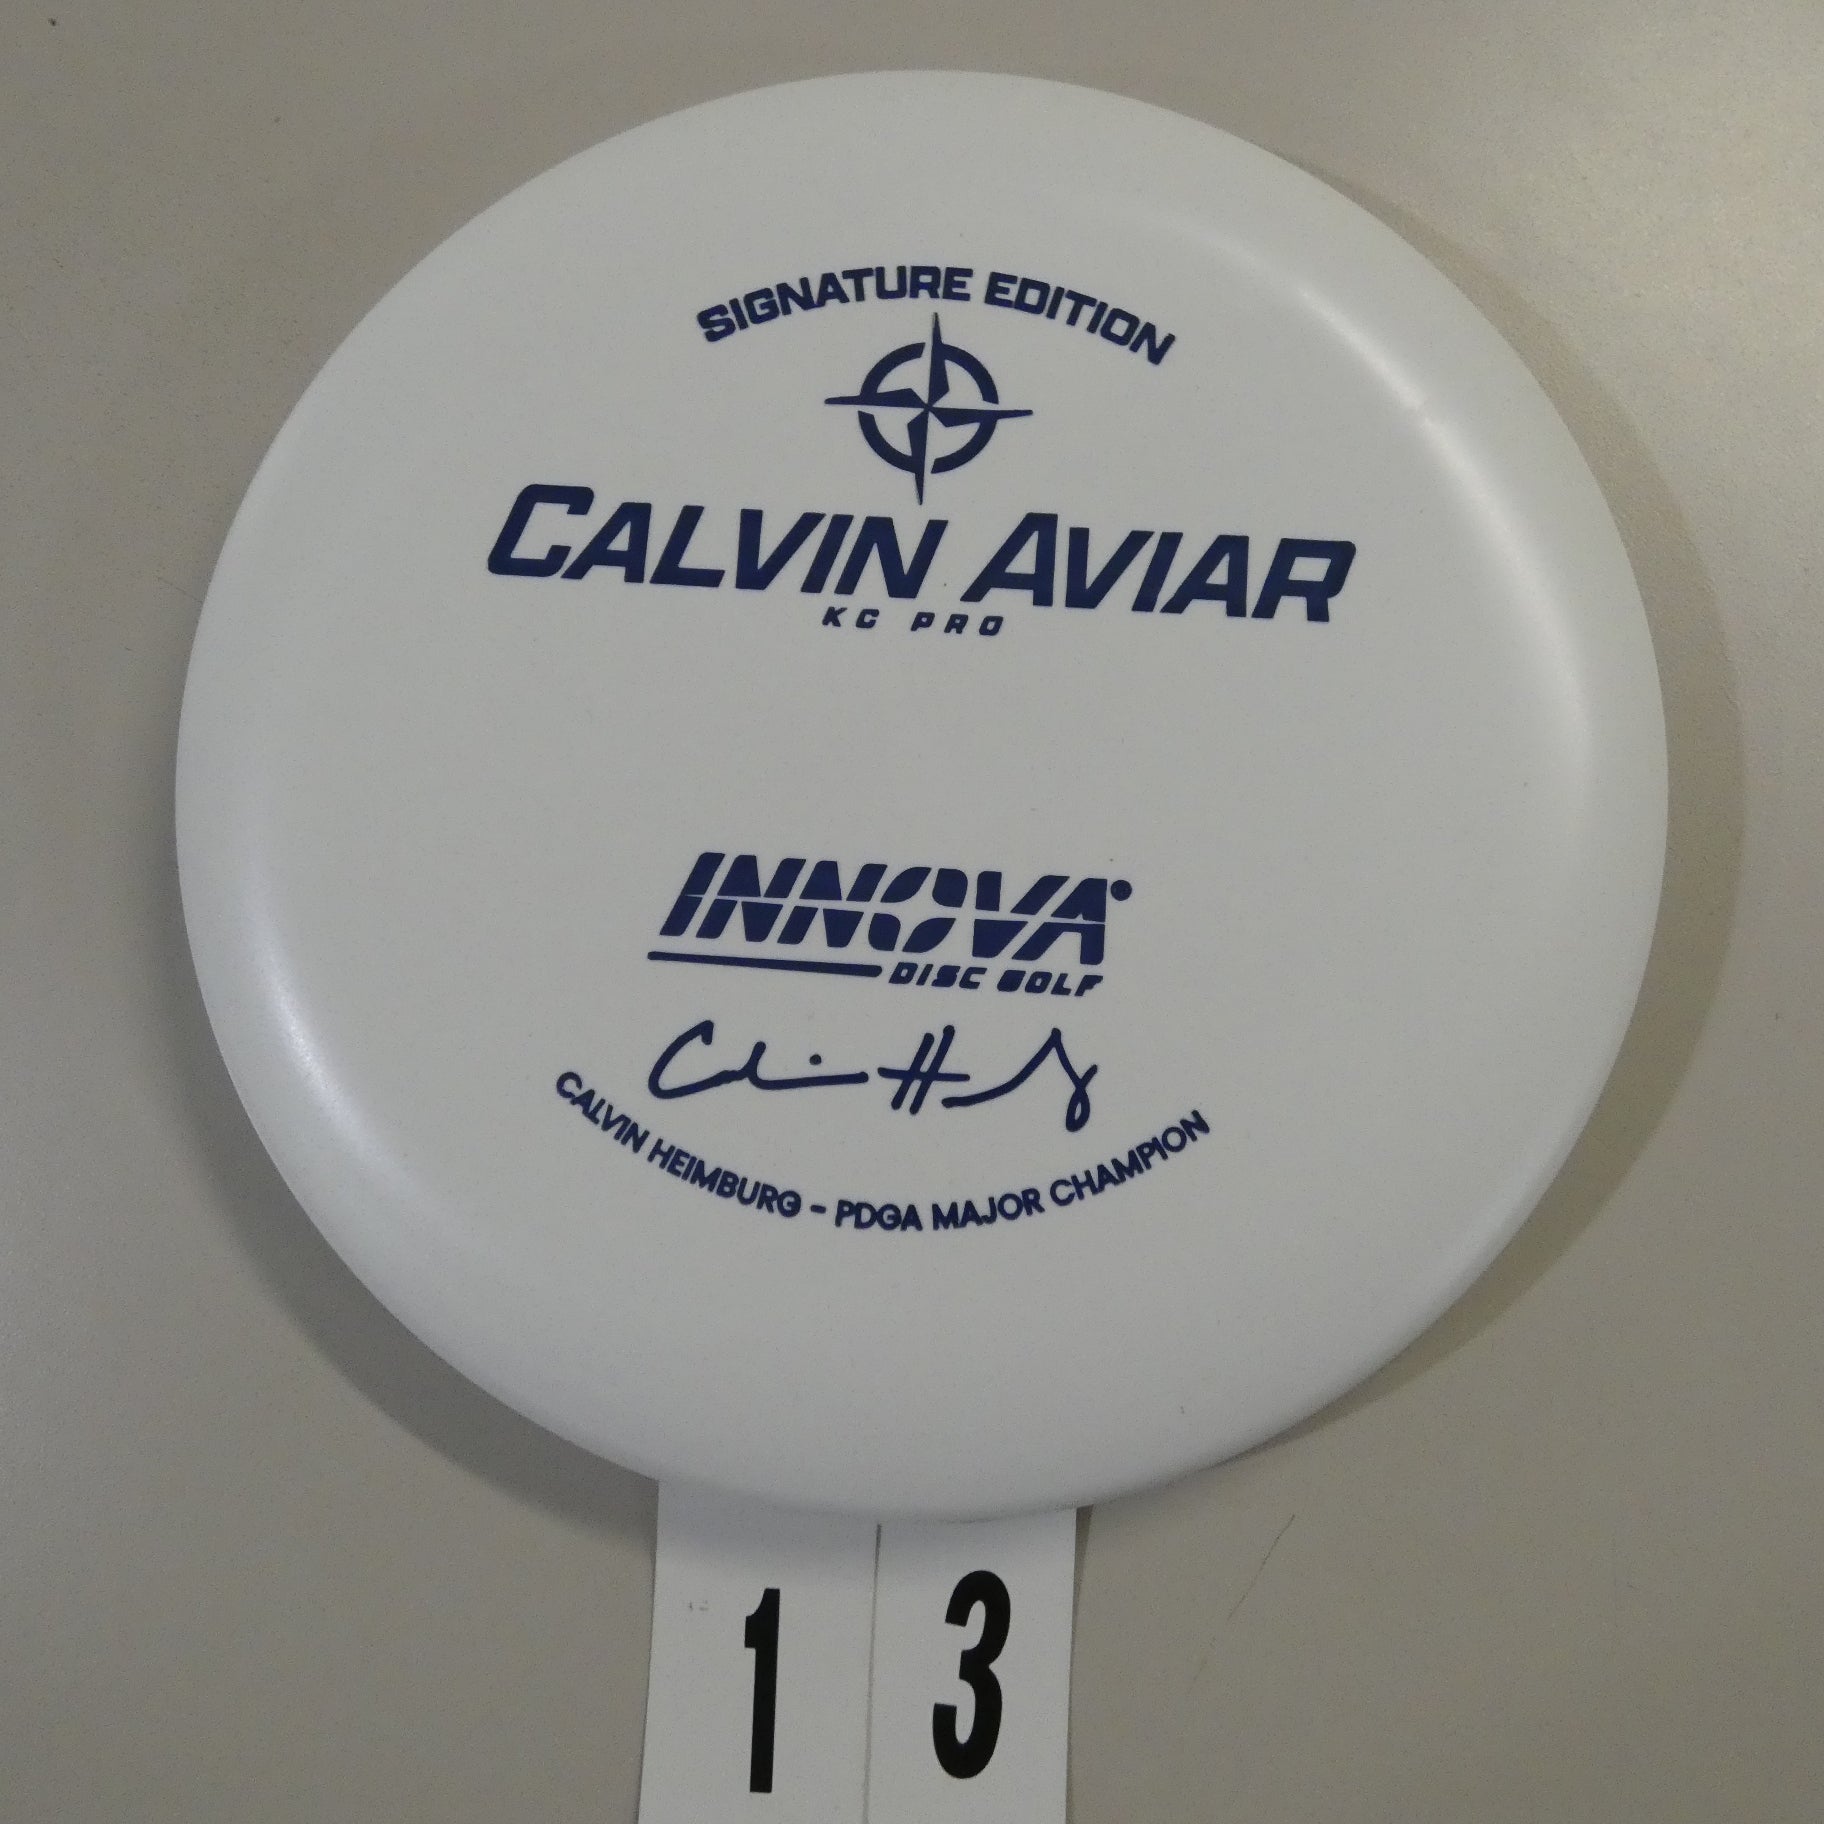 SIGNATURE EDITION
CALVIN AVIAR
KC PRO
INNOVA
DISC GOLF
CALVIN HEIMBURG - PDGA MAJOR CHAMPION
1 3